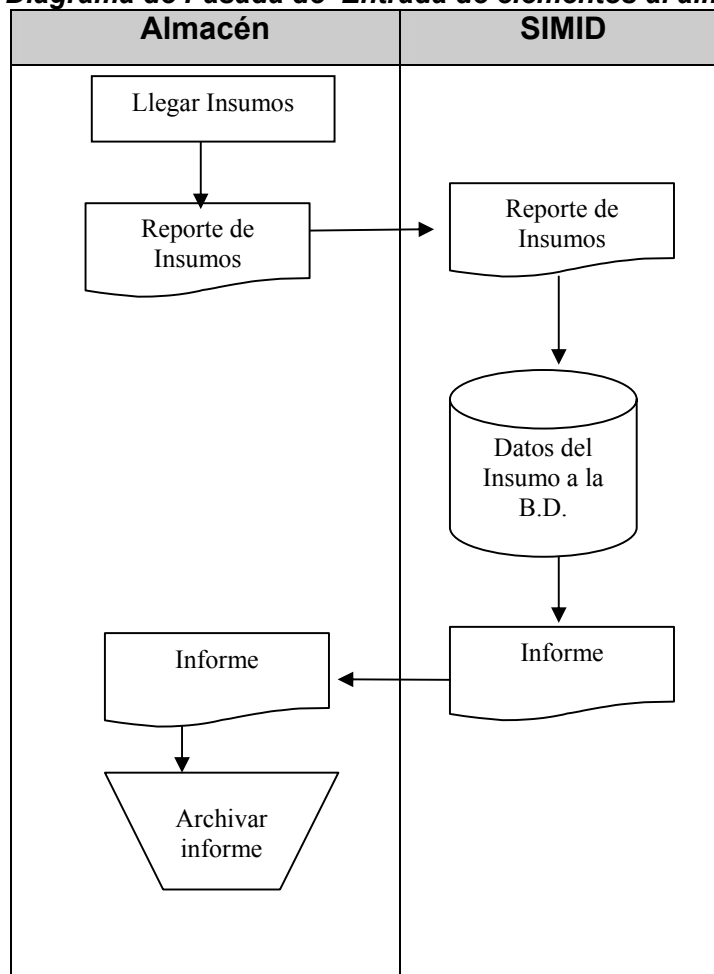 Diagrama de Pasada de Entrada de elementos al
Almacén
SIMID
Llegar Insumos
Reporte de
Insumos
Reporte de
Insumos
Datos del
Insumo a la
B.D.
Informe
Informe
Archivar
informe